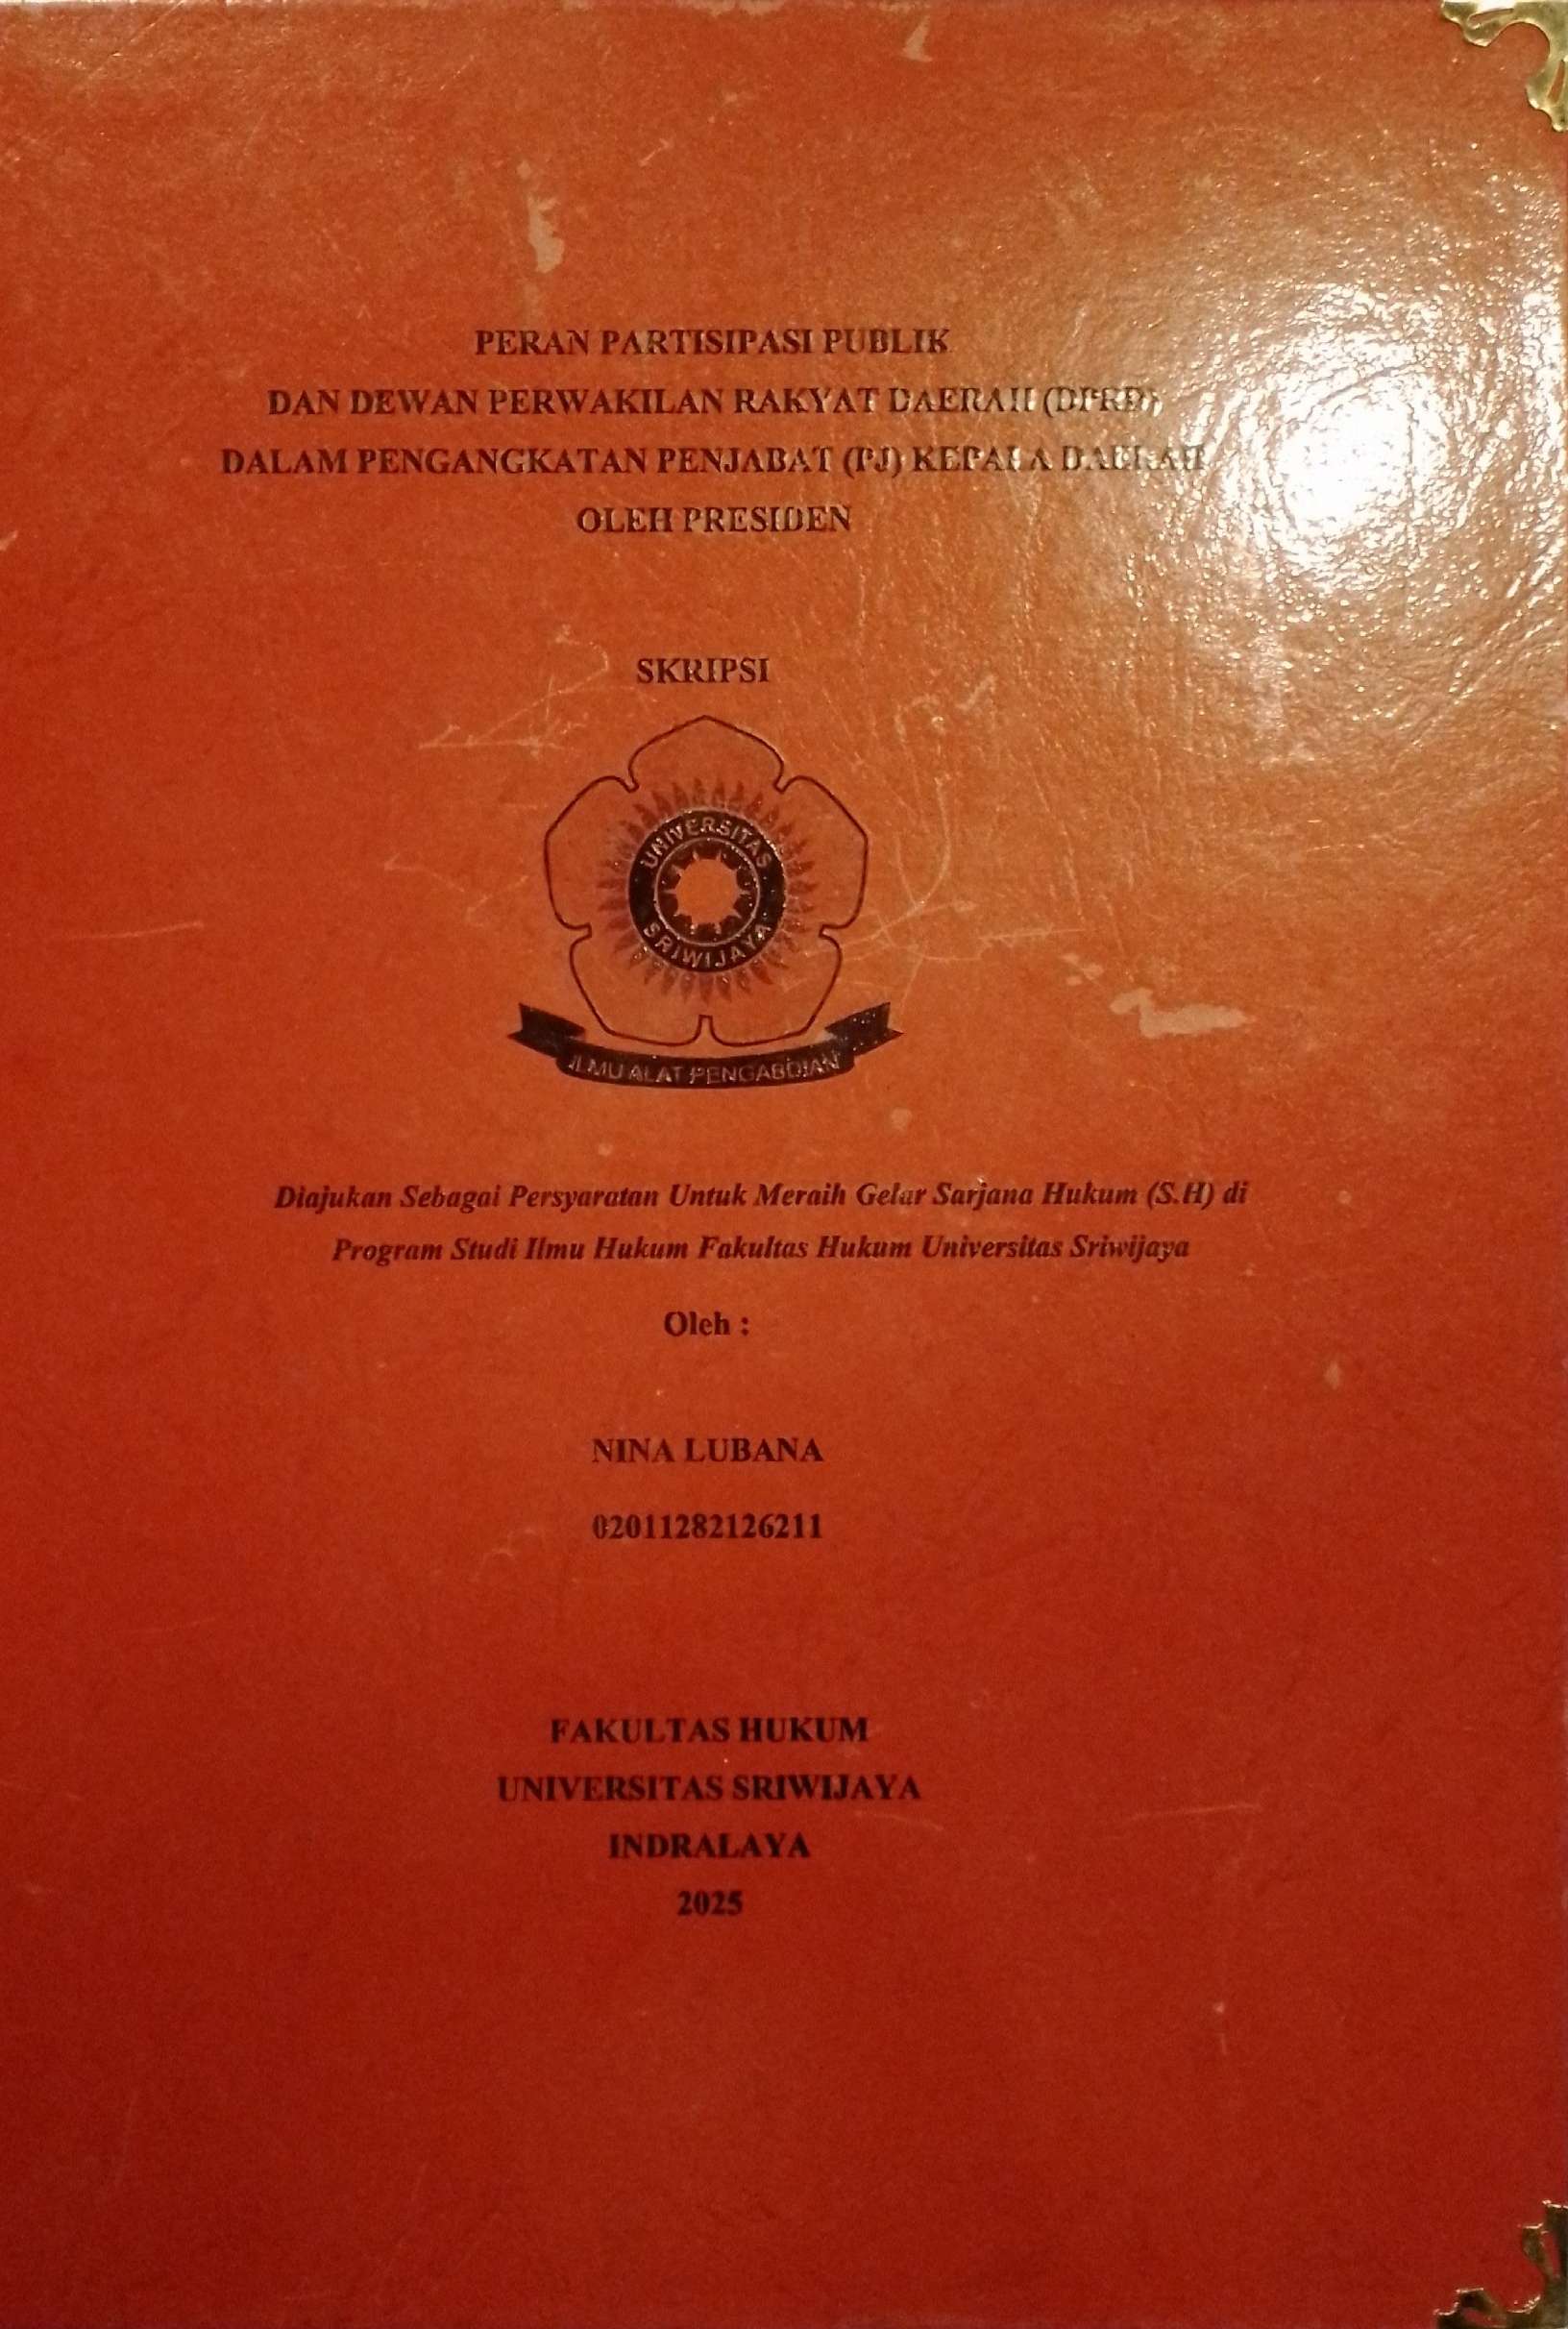 PERAN PARTISIPASI PUBLIK
DAN DEWAN PERWAKILAN RAKYAT DAERAH (DPRD)
DALAM PENGANGKATAN PENJABAT (PJ) KEPALA DAERAH
OLEH PRESIDEN
SKRIPSI
UNIVERSITAS
SRIWIJAYA
ILMU ALAT PENGABDIAN
Diajukan Sebagai Persyaratan Untuk Meraih Gelar Sarjana Hukum (S.H) di
Program Studi Ilmu Hukum Fakultas Hukum Universitas Sriwijaya
Oleh :
NINA LUBANA
02011282126211
FAKULTAS HUKUM
UNIVERSITAS SRIWIJAYA
INDRALAYA
2025